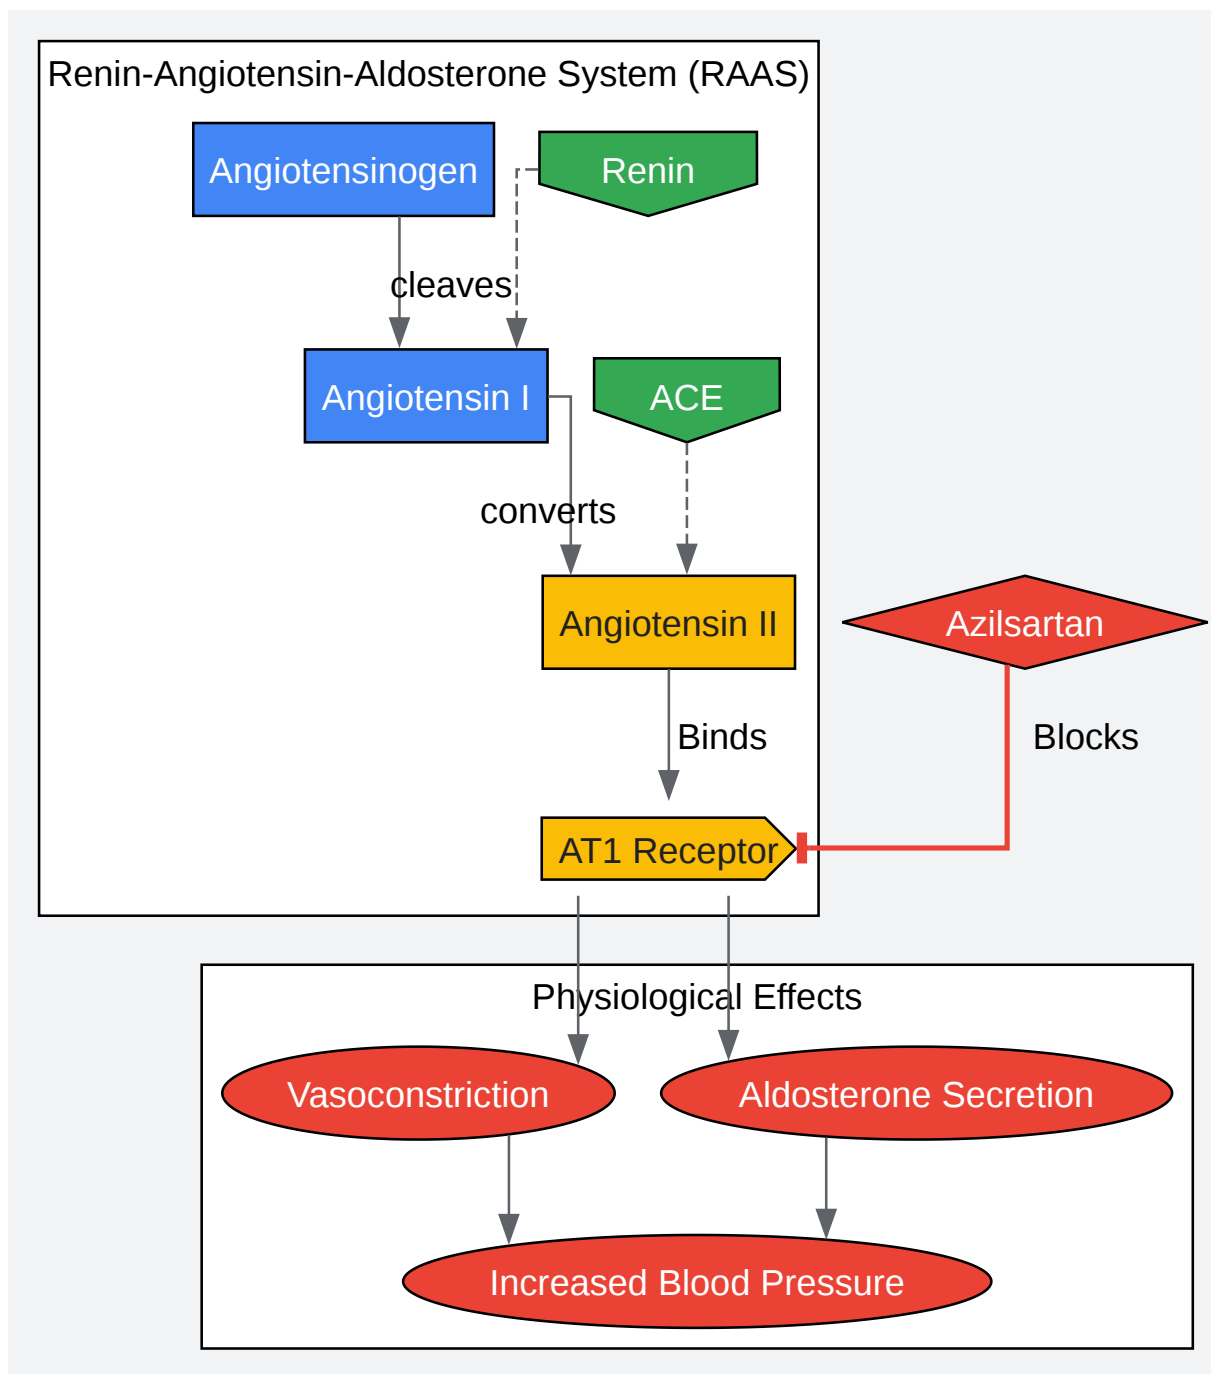 Renin-Angiotensin-Aldosterone System (RAAS)
Angiotensinogen
Renin
cleaves
Angiotensin I
ACE
converts
Angiotensin II
Azilsartan
Binds
Blocks
AT1 Receptor
Physiological Effects
Vasoconstriction
Aldosterone Secretion
Increased Blood Pressure